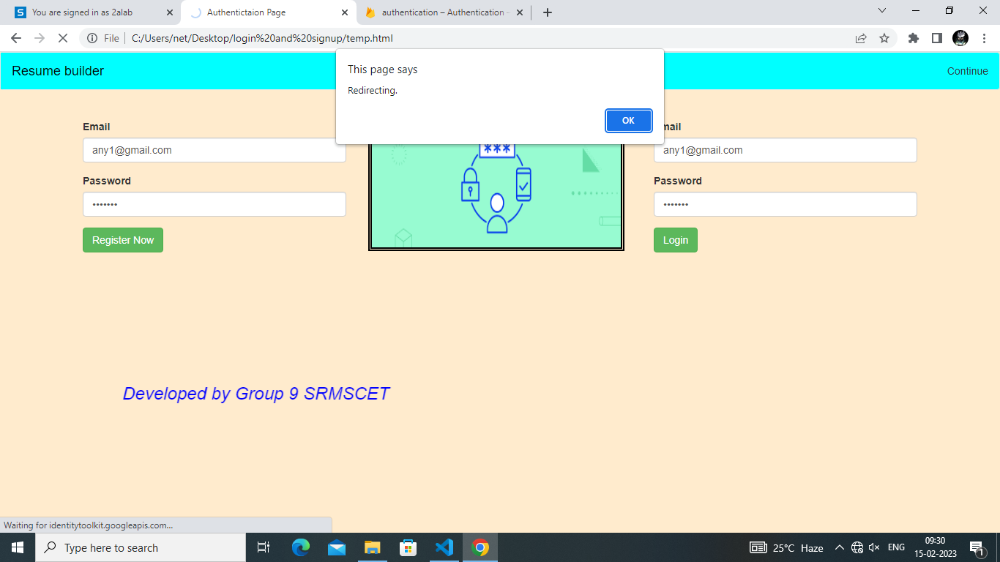 You are signed in as 2alab
Authentictaion Page
authentication – Authentication -
File
C:/Users/net/Desktop/login%20and%20signup/temp.html
Resume builder
Continue
This page says
Redirecting.
OK
Email
any1@gmail.com
Password
•••••••
Register Now
***
mail
any1@gmail.com
Password
•••••••
Login
Developed by Group 9 SRMSCET
Waiting for identitytoolkit.googleapis.com...
Type here to search
25°C Haze
ENG
09:30
15-02-2023
1